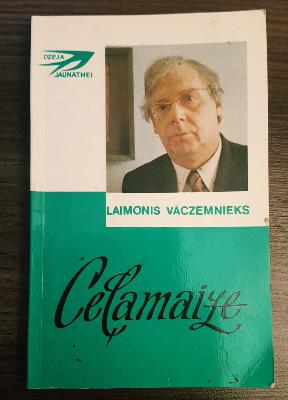 DZEJA
JAUNATNEI
LAIMONIS VĀCZEMNIEKS
Ceļamaize